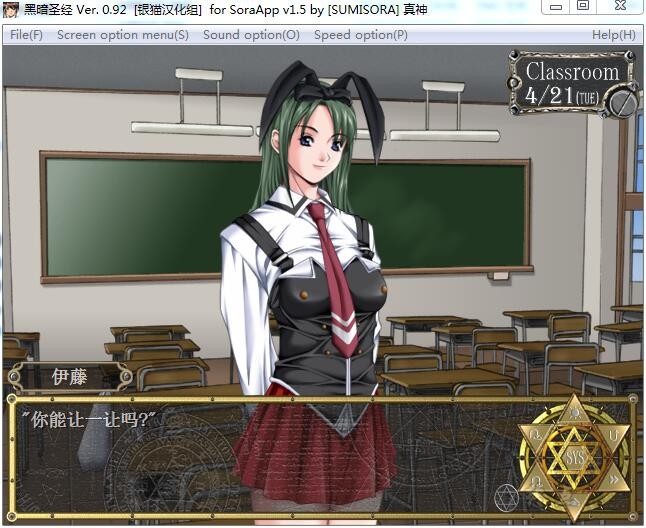 黑暗圣经 Ver. 0.92 [银猫汉化组] for SoraApp v1.5 by [SUMISORA] 真神
File(F) Screen option menu(S) Sound option(O) Speed option(P) Help(H)
Classroom
4/21(TUE)
伊藤
"你能让一让吗?"
SYS